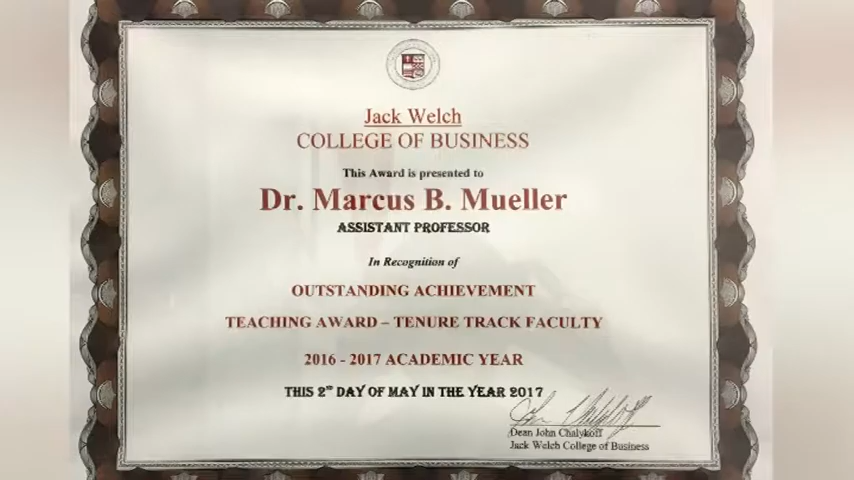 Jack Welch
COLLEGE OF BUSINESS
This Award is presented to
Dr. Marcus B. Mueller
ASSISTANT PROFESSOR
In Recognition of
OUTSTANDING ACHIEVEMENT
TEACHING AWARD – TENURE TRACK FACULTY
2016 - 2017 ACADEMIC YEAR
THIS 2ND DAY OF MAY IN THE YEAR 2017
Dean John Chalykoff
Jack Welch College of Business